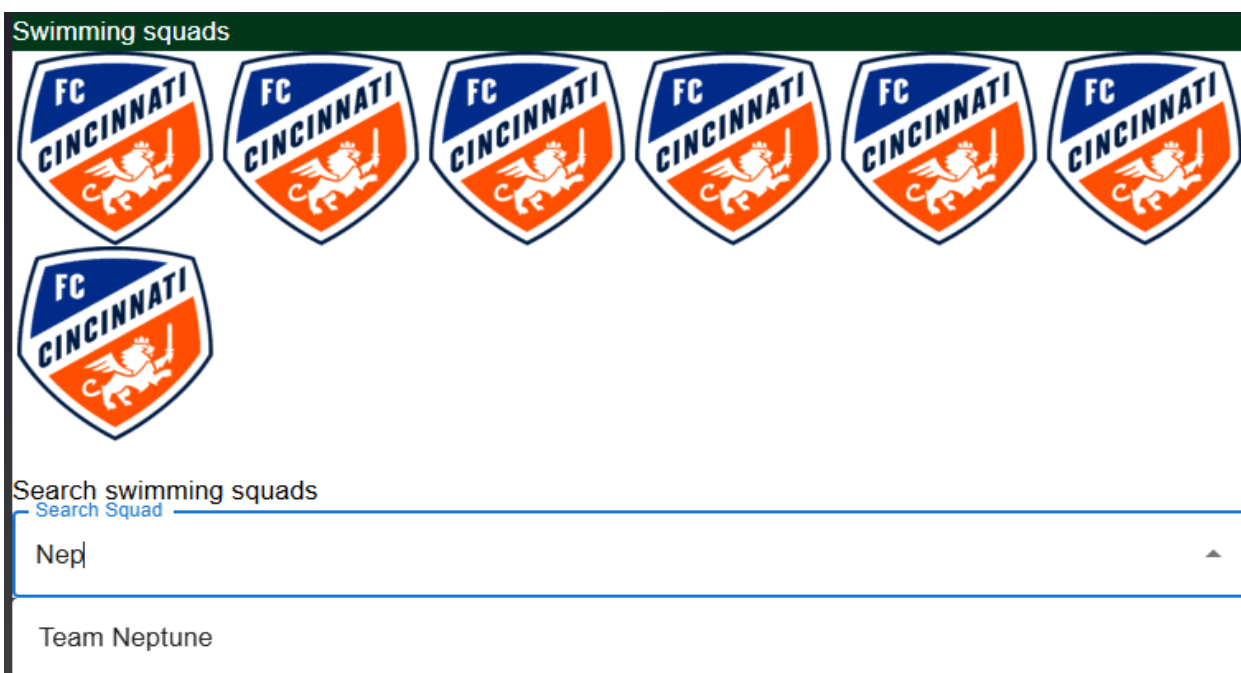 Swimming squads
FC FC FC FC FC FC
CINCINNATI CINCINNATI CINCINNATI CINCINNATI CINCINNATI CINCINNATI
FC
CINCINNATI
Search swimming squads
Search Squad
Nep
Team Neptune